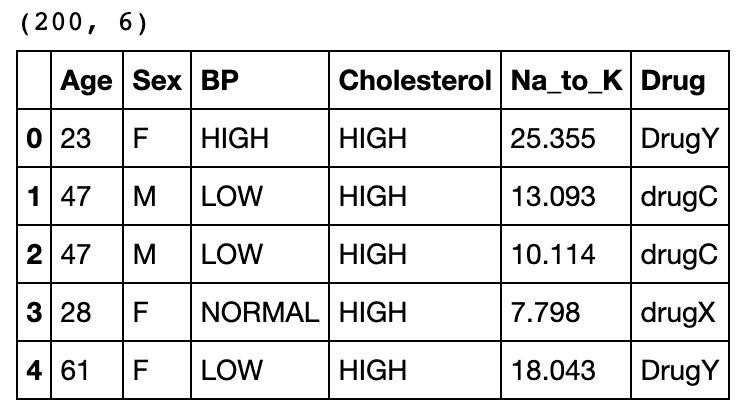 (200, 6)
Age Sex BP Cholesterol Na_to_K Drug
0 23 F HIGH HIGH 25.355 DrugY
1 47 M LOW HIGH 13.093 drugC
2 47 M LOW HIGH 10.114 drugC
3 28 F NORMAL HIGH 7.798 drugX
4 61 F LOW HIGH 18.043 DrugY